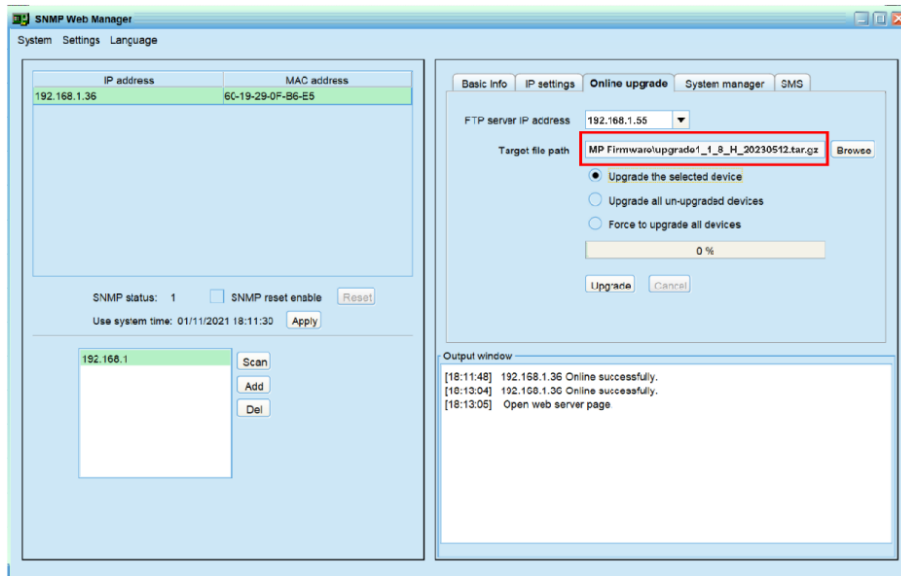 SNMP Web Manager
System Settings Language
IP address MAC address
192.168.1.36 60-19-29-0F-B6-E5
SNMP status: 1 SNMP reset enable Reset
Use system time: 01/11/2021 18:11:30 Apply
192.168.1
Scan
Add
Del
Basic Info IP settings Online upgrade System manager SMS
FTP server IP address 192.168.1.55
Target file path MP Firmware\upgrade1_1_8_H_20230512.tar.gz Browse
Upgrade the selected device
Upgrade all un-upgraded devices
Force to upgrade all devices
0 %
Upgrade Cancel
Output window
[18:11:48] 192.168.1.36 Online successfully.
[18:13:04] 192.168.1.36 Online successfully.
[18:13:05] Open web server page